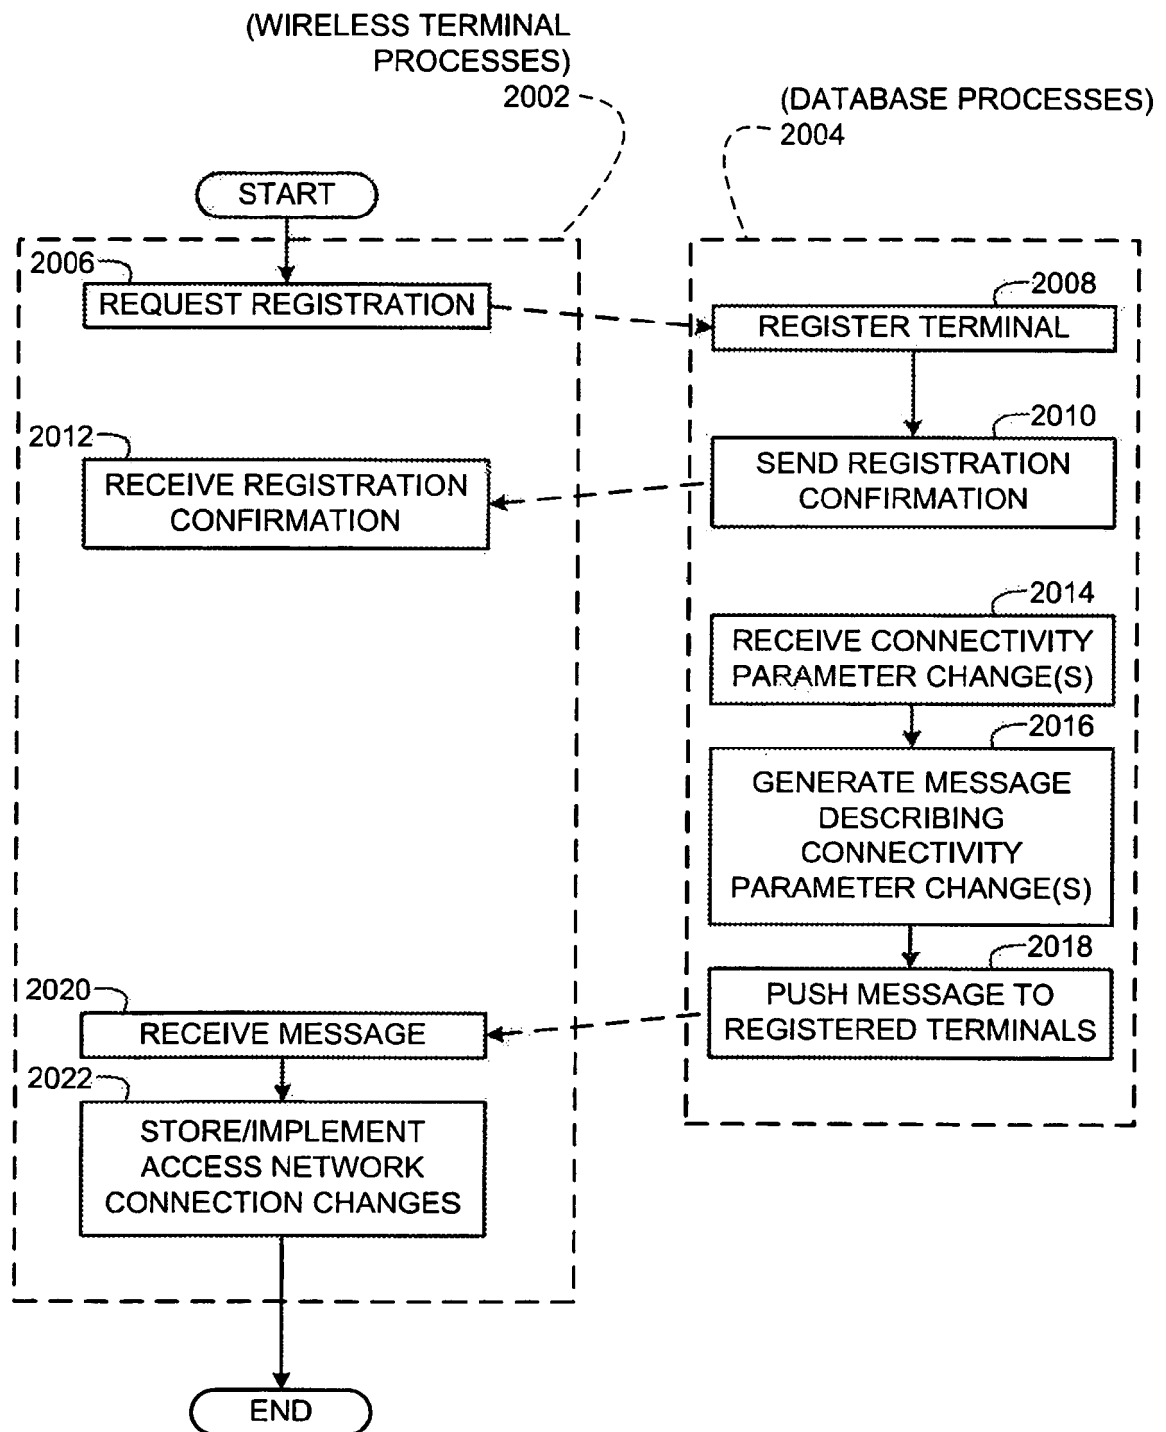 (WIRELESS TERMINAL
PROCESSES)
2002
(DATABASE PROCESSES)
2004
START
2006
REQUEST REGISTRATION
2008
REGISTER TERMINAL
2010
SEND REGISTRATION
CONFIRMATION
2012
RECEIVE REGISTRATION
CONFIRMATION
2014
RECEIVE CONNECTIVITY
PARAMETER CHANGE(S)
2016
GENERATE MESSAGE
DESCRIBING
CONNECTIVITY
PARAMETER CHANGE(S)
2018
PUSH MESSAGE TO
REGISTERED TERMINALS
2020
RECEIVE MESSAGE
2022
STORE/IMPLEMENT
ACCESS NETWORK
CONNECTION CHANGES
END